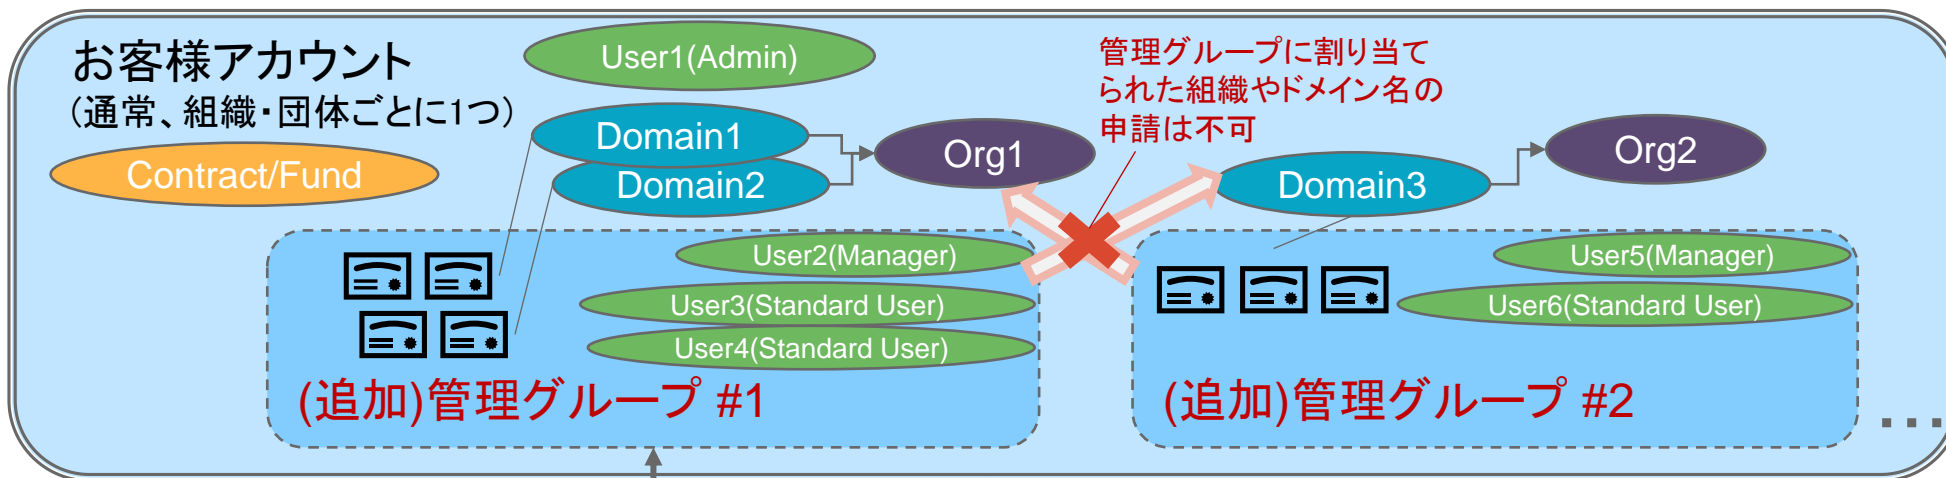 お客様アカウント
(通常、組織・団体ごとに1つ)
User1(Admin)
Contract/Fund
Domain1
Domain2
Org1
管理グループに割り当て
られた組織やドメイン名の
申請は不可
Domain3
Org2
User2(Manager)
User3(Standard User)
User4(Standard User)
(追加)管理グループ #1
User5(Manager)
User6(Standard User)
(追加)管理グループ #2
...